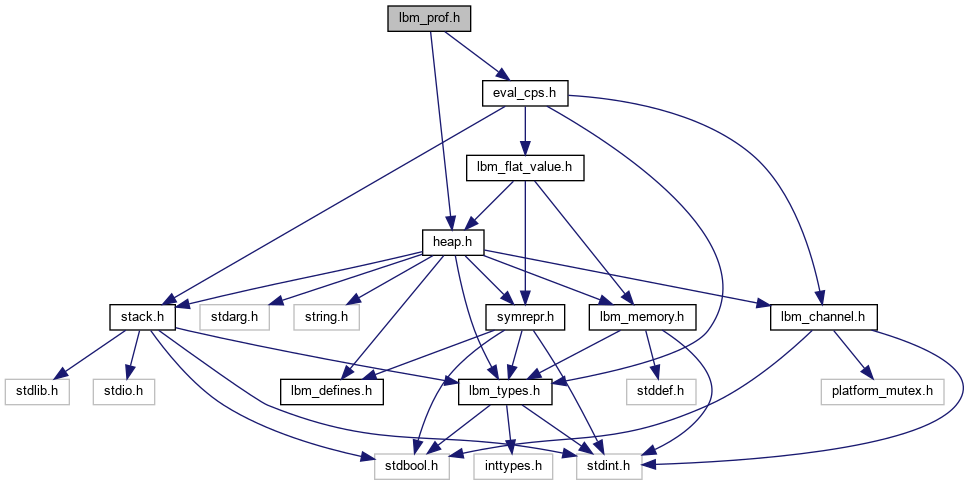 lbm_prof.h
eval_cps.h
lbm_flat_value.h
heap.h
stack.h
stdarg.h
string.h
symrepr.h
lbm_memory.h
lbm_channel.h
stdlib.h
stdio.h
lbm_defines.h
lbm_types.h
stddef.h
platform_mutex.h
stdbool.h
inttypes.h
stdint.h